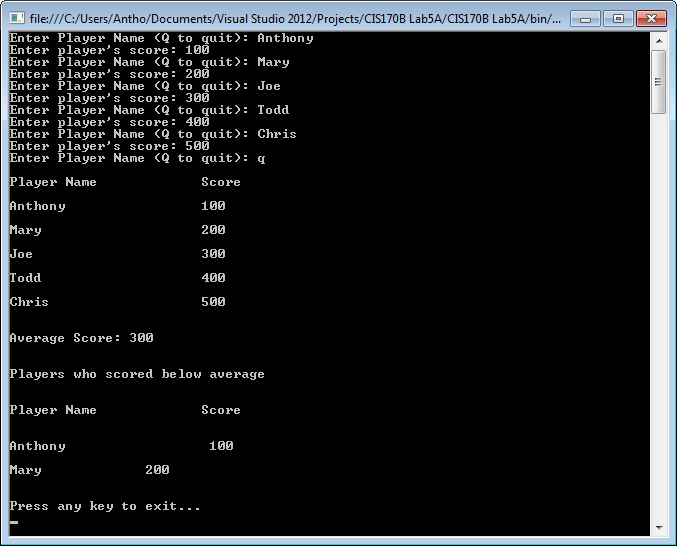 file:///C:/Users/Antho/Documents/Visual Studio 2012/Projects/CIS170B Lab5A/CIS170B Lab5A/bin/...
Enter Player Name (Q to quit): Anthony
Enter player's score: 100
Enter Player Name (Q to quit): Mary
Enter player's score: 200
Enter Player Name (Q to quit): Joe
Enter player's score: 300
Enter Player Name (Q to quit): Todd
Enter player's score: 400
Enter Player Name (Q to quit): Chris
Enter player's score: 500
Enter Player Name (Q to quit): q
Player Name Score
Anthony 100
Mary 200
Joe 300
Todd 400
Chris 500
Average Score: 300
Players who scored below average
Player Name Score
Anthony 100
Mary 200
Press any key to exit...